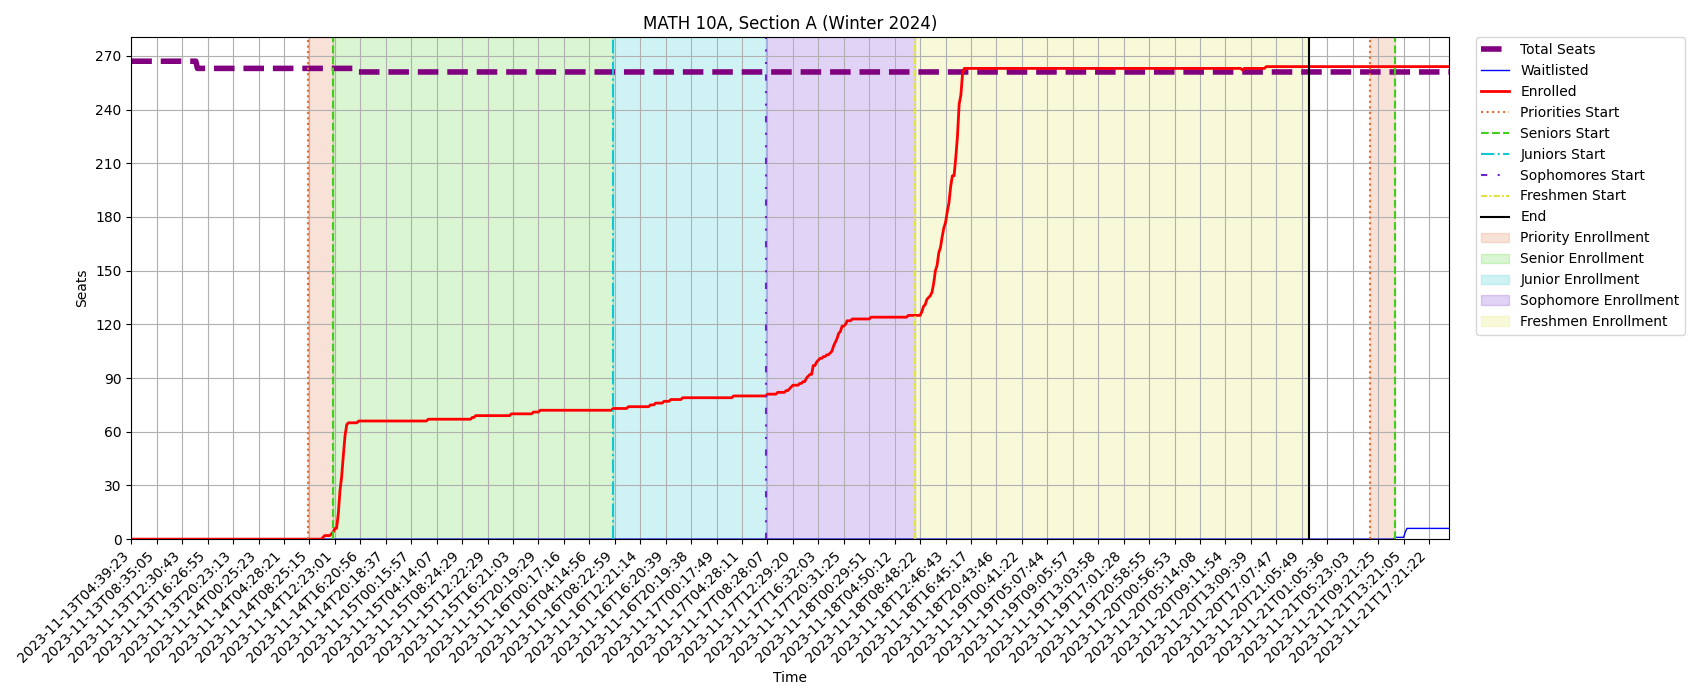 MATH 10A, Section A (Winter 2024)
270
240
210
180
150
120
90
60
30
0
Seats
2023-11-13T04:39:23
2023-11-13T08:35:05
2023-11-13T12:30:43
2023-11-13T16:26:55
2023-11-13T20:23:13
2023-11-14T00:25:23
2023-11-14T04:28:21
2023-11-14T08:25:15
2023-11-14T12:23:01
2023-11-14T16:20:56
2023-11-14T20:18:37
2023-11-15T00:15:57
2023-11-15T04:14:07
2023-11-15T08:24:29
2023-11-15T12:22:29
2023-11-15T16:21:03
2023-11-15T20:19:29
2023-11-16T00:17:16
2023-11-16T04:14:56
2023-11-16T08:22:59
2023-11-16T12:21:14
2023-11-16T16:20:39
2023-11-16T20:19:38
2023-11-17T00:17:49
2023-11-17T04:28:11
2023-11-17T08:28:07
2023-11-17T12:29:20
2023-11-17T16:32:03
2023-11-17T20:31:25
2023-11-18T00:29:51
2023-11-18T04:50:12
2023-11-18T08:48:22
2023-11-18T12:46:43
2023-11-18T16:45:17
2023-11-18T20:43:46
2023-11-19T00:41:22
2023-11-19T05:07:44
2023-11-19T09:05:57
2023-11-19T13:03:58
2023-11-19T17:01:28
2023-11-19T20:58:55
2023-11-20T00:56:53
2023-11-20T05:14:08
2023-11-20T09:11:54
2023-11-20T13:09:39
2023-11-20T17:07:47
2023-11-20T21:05:49
2023-11-21T01:05:36
2023-11-21T05:23:03
2023-11-21T09:21:25
2023-11-21T13:21:05
2023-11-21T17:21:22
Time
Total Seats
Waitlisted
Enrolled
Priorities Start
Seniors Start
Juniors Start
Sophomores Start
Freshmen Start
End
Priority Enrollment
Senior Enrollment
Junior Enrollment
Sophomore Enrollment
Freshmen Enrollment